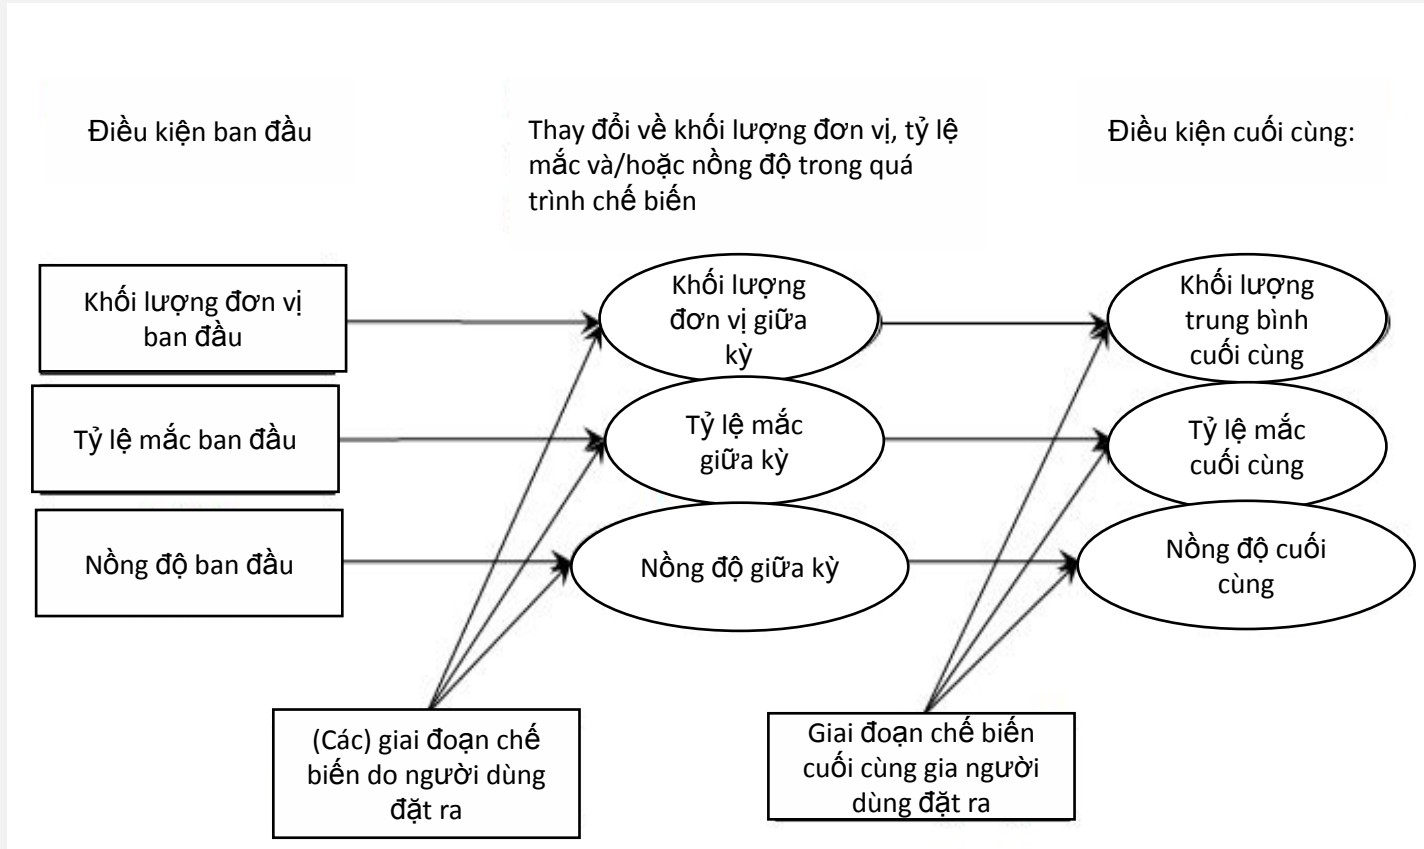 Điều kiện ban đầu
Thay đổi về khối lượng đơn vị, tỷ lệ
mắc và/hoặc nồng độ trong quá
trình chế biến
Điều kiện cuối cùng:
Khối lượng đơn vị
ban đầu
Khối lượng
đơn vị giữa
kỳ
Khối lượng
trung bình
cuối cùng
Tỷ lệ mắc ban đầu
Tỷ lệ mắc
giữa kỳ
Tỷ lệ mắc
cuối cùng
Nồng độ ban đầu
Nồng độ giữa kỳ
Nồng độ cuối
cùng
(Các) giai đoạn chế
biến do người dùng
đặt ra
Giai đoạn chế biến
cuối cùng gia người
dùng đặt ra